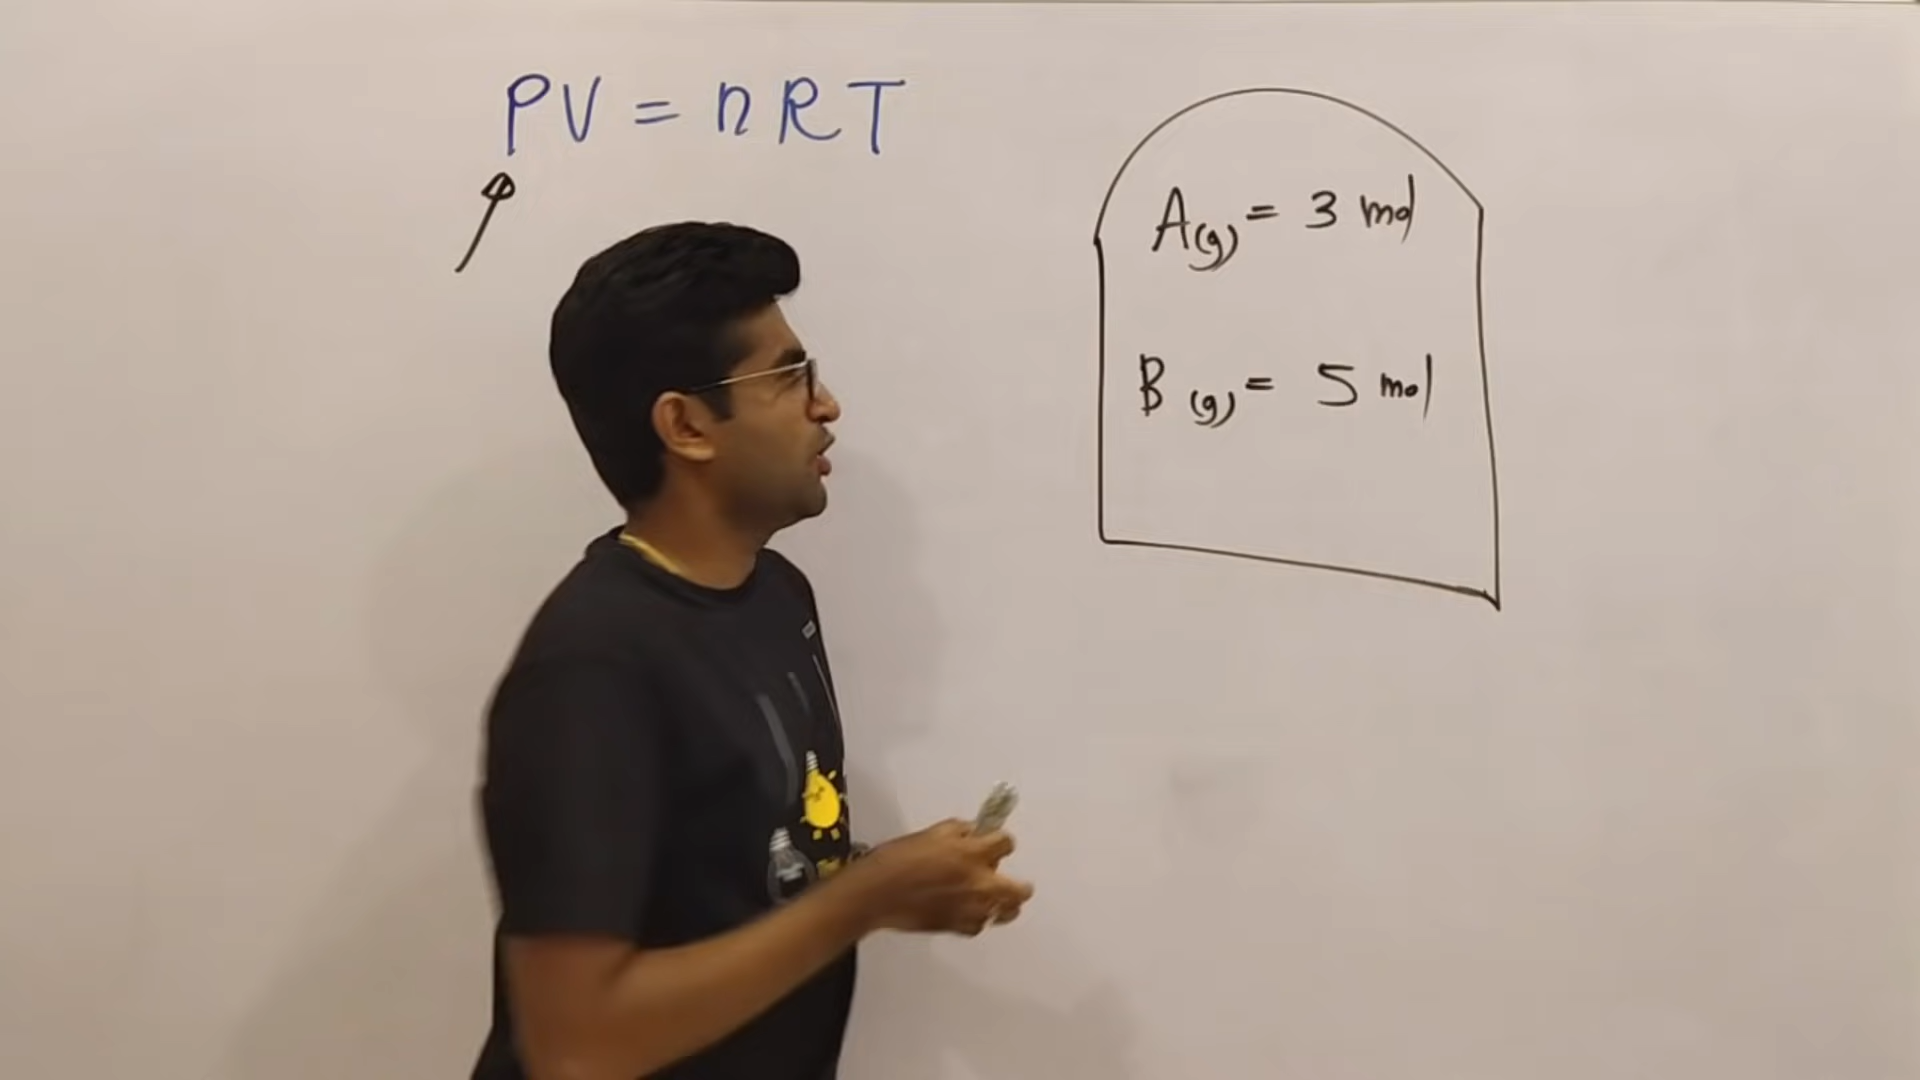 PV = nRT
A(g) = 3 mol
B (g) = 5 mol